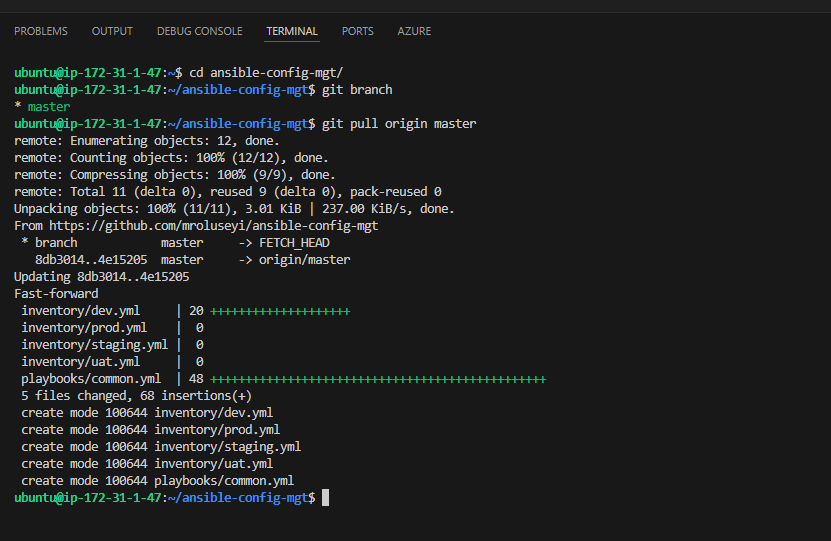 PROBLEMS OUTPUT DEBUG CONSOLE TERMINAL PORTS AZURE
ubuntu@ip-172-31-1-47:~$ cd ansible-config-mgt/
ubuntu@ip-172-31-1-47:~/ansible-config-mgt$ git branch
* master
ubuntu@ip-172-31-1-47:~/ansible-config-mgt$ git pull origin master
remote: Enumerating objects: 12, done.
remote: Counting objects: 100% (12/12), done.
remote: Compressing objects: 100% (9/9), done.
remote: Total 11 (delta 0), reused 9 (delta 0), pack-reused 0
Unpacking objects: 100% (11/11), 3.01 KiB | 237.00 KiB/s, done.
From https://github.com/mroluseyi/ansible-config-mgt
 * branch            master     -> FETCH_HEAD
   8db3014..4e15205  master     -> origin/master
Updating 8db3014..4e15205
Fast-forward
 inventory/dev.yml     | 20 ++++++++++++++++++++
 inventory/prod.yml    |  0
 inventory/staging.yml |  0
 inventory/uat.yml     |  0
 playbooks/common.yml  | 48 ++++++++++++++++++++++++++++++++++++++++++++++++
 5 files changed, 68 insertions(+)
 create mode 100644 inventory/dev.yml
 create mode 100644 inventory/prod.yml
 create mode 100644 inventory/staging.yml
 create mode 100644 inventory/uat.yml
 create mode 100644 playbooks/common.yml
ubuntu@ip-172-31-1-47:~/ansible-config-mgt$